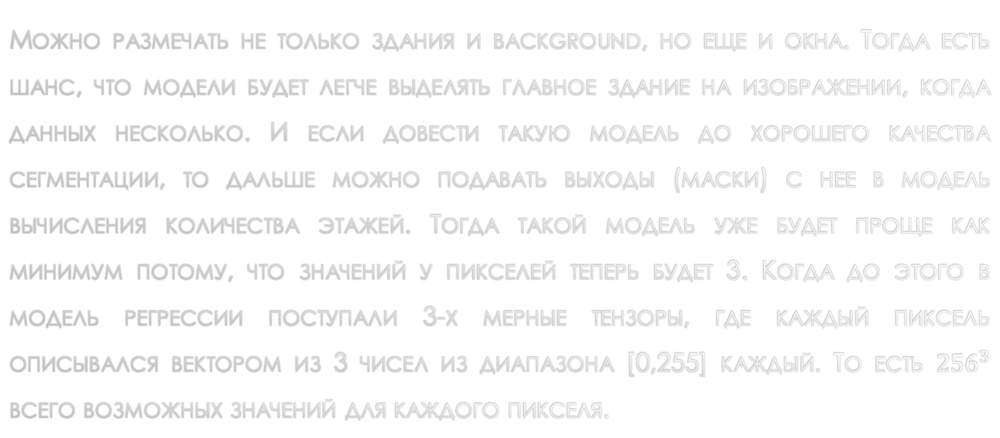 Можно размечать не только здания и background, но еще и окна. Тогда есть
шанс, что модели будет легче выделять главное здание на изображении, когда
данных несколько. И если довести такую модель до хорошего качества
сегментации, то дальше можно подавать выходы (маски) с нее в модель
вычисления количества этажей. Тогда такой модель уже будет проще как
минимум потому, что значений у пикселей теперь будет 3. Когда до этого в
модель регрессии поступали 3-х мерные тензоры, где каждый пиксель
описывался вектором из 3 чисел из диапазона [0,255] каждый. То есть 256³
всего возможных значений для каждого пикселя.